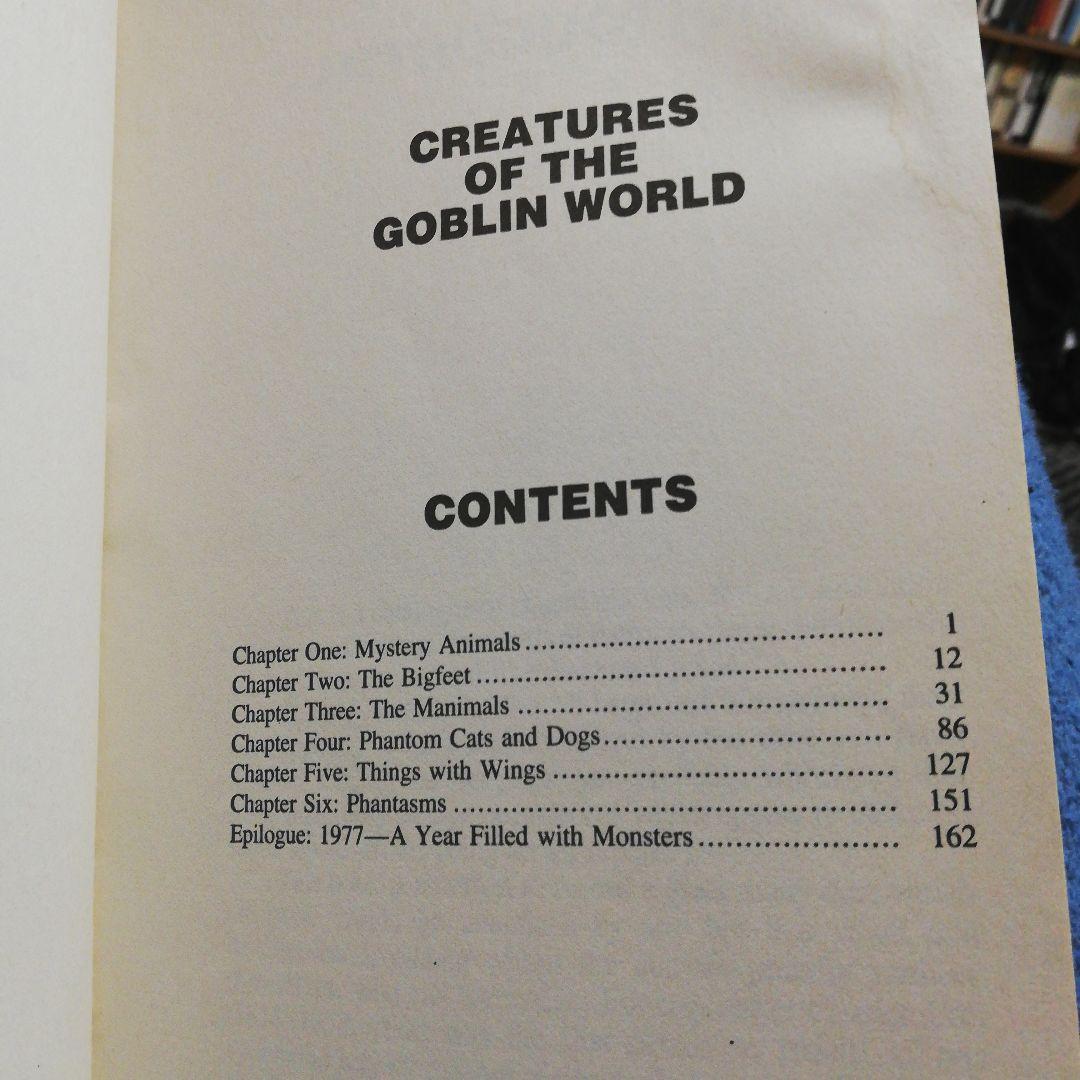 CREATURES
OF THE
GOBLIN WORLD
CONTENTS
Chapter One: Mystery Animals ........................................ 1
Chapter Two: The Bigfeet ............................................. 12
Chapter Three: The Manimals ........................................ 31
Chapter Four: Phantom Cats and Dogs ............................... 86
Chapter Five: Things with Wings ..................................... 127
Chapter Six: Phantasms ................................................ 151
Epilogue: 1977—A Year Filled with Monsters ...................... 162